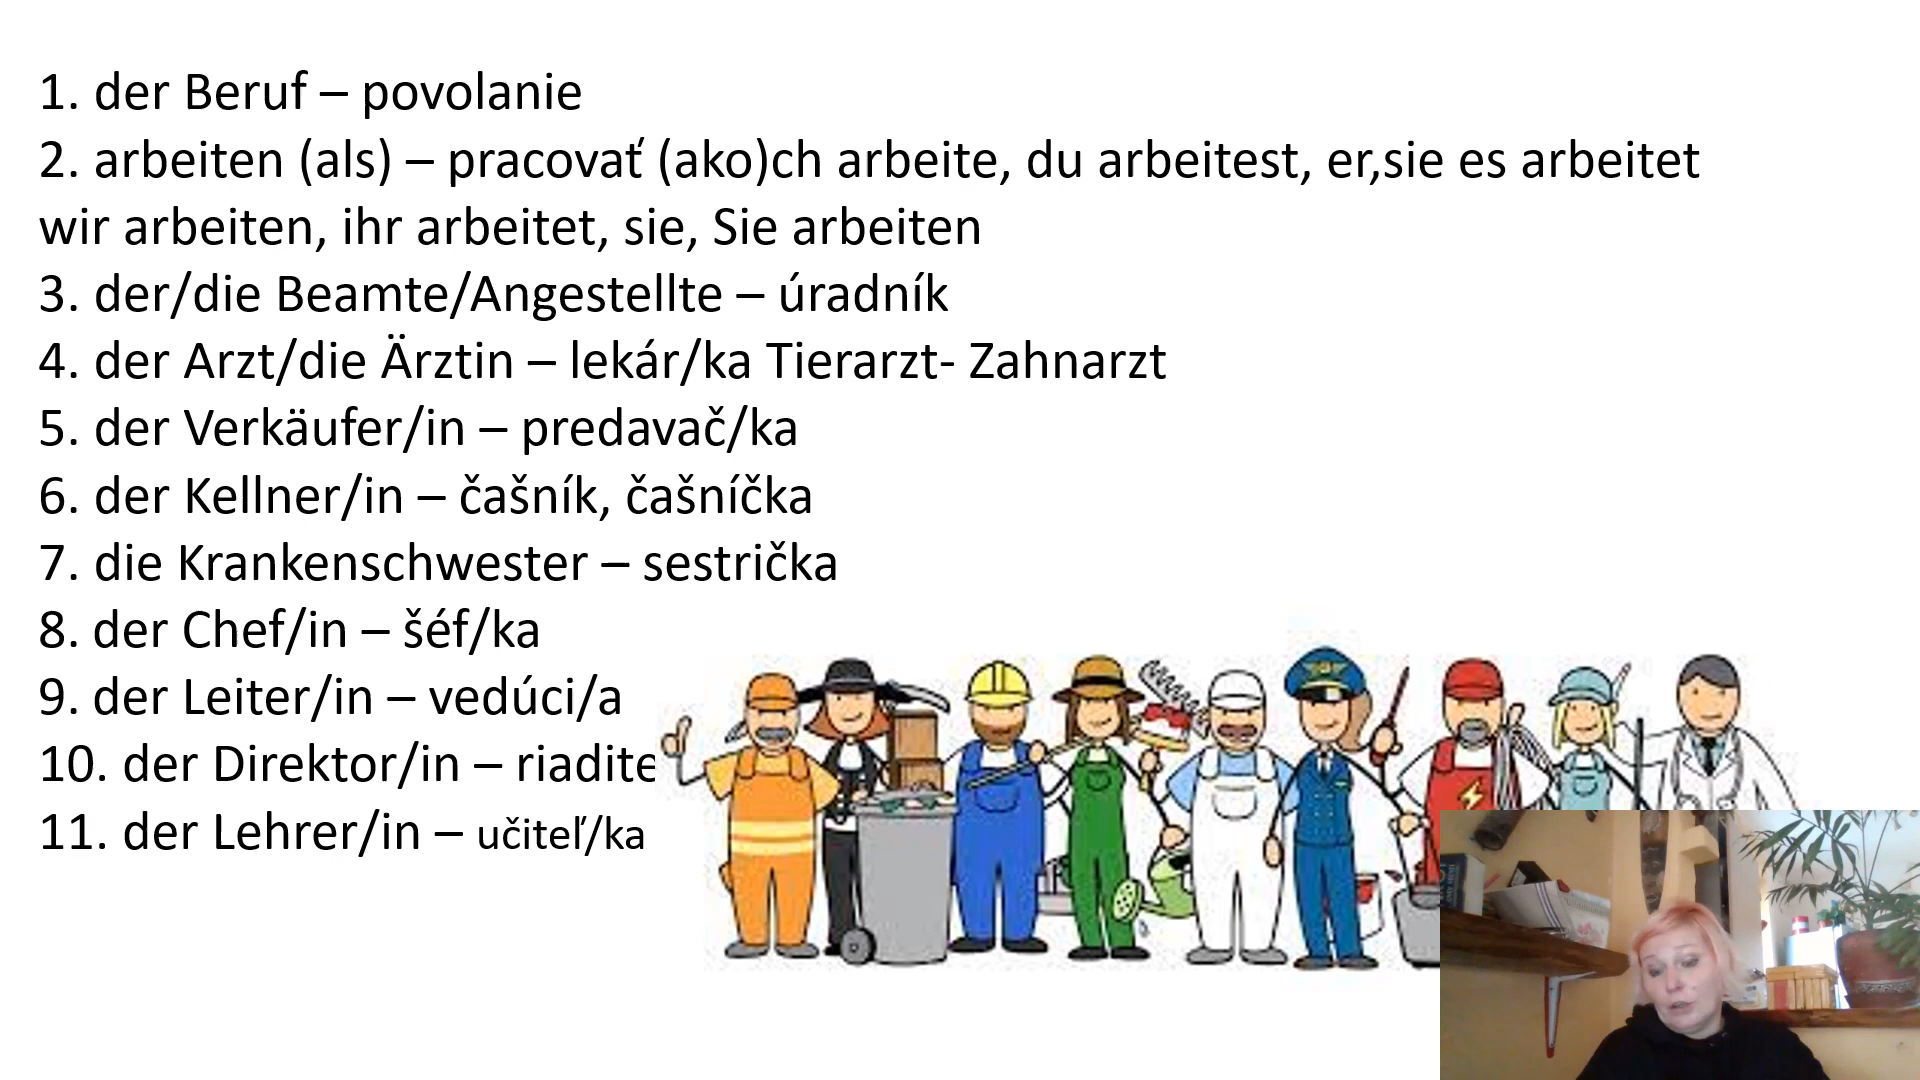 1. der Beruf – povolanie
2. arbeiten (als) – pracovať (ako)ch arbeite, du arbeitest, er,sie es arbeitet
wir arbeiten, ihr arbeitet, sie, Sie arbeiten
3. der/die Beamte/Angestellte – úradník
4. der Arzt/die Ärztin – lekár/ka Tierarzt- Zahnarzt
5. der Verkäufer/in – predavač/ka
6. der Kellner/in – čašník, čašníčka
7. die Krankenschwester – sestrička
8. der Chef/in – šéf/ka
9. der Leiter/in – vedúci/a
10. der Direktor/in – riadite
11. der Lehrer/in – učiteľ/ka